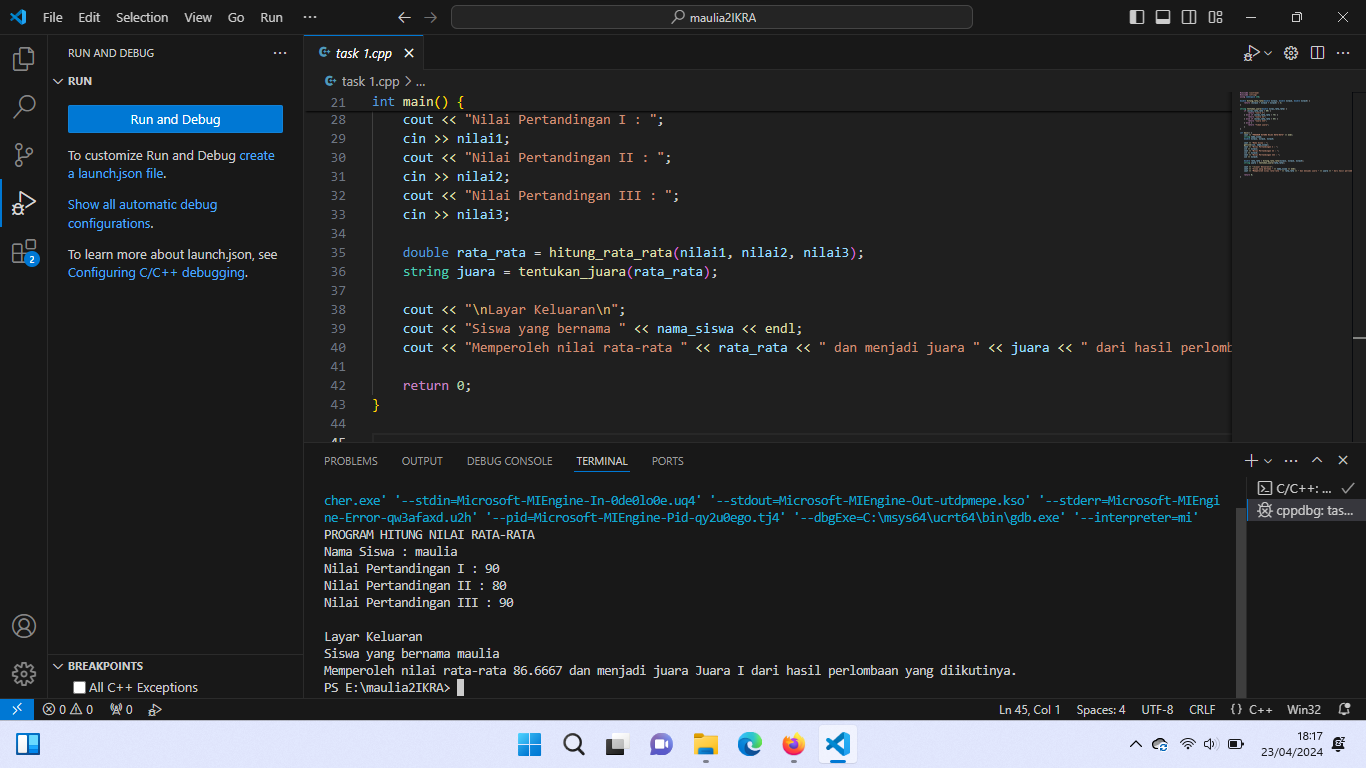 File Edit Selection View Go Run ···
maulia2IKRA
RUN AND DEBUG
RUN
Run and Debug
To customize Run and Debug create
a launch.json file.
Show all automatic debug
configurations.
To learn more about launch.json, see
Configuring C/C++ debugging.
2
BREAKPOINTS
All C++ Exceptions
task 1.cpp
task 1.cpp > ...
21 int main() {
28 cout << "Nilai Pertandingan I : ";
29 cin >> nilai1;
30 cout << "Nilai Pertandingan II : ";
31 cin >> nilai2;
32 cout << "Nilai Pertandingan III : ";
33 cin >> nilai3;
34
35 double rata_rata = hitung_rata_rata(nilai1, nilai2, nilai3);
36 string juara = tentukan_juara(rata_rata);
37
38 cout << "\nLayar Keluaran\n";
39 cout << "Siswa yang bernama " << nama_siswa << endl;
40 cout << "Memperoleh nilai rata-rata " << rata_rata << " dan menjadi juara " << juara << " dari hasil perlomb
41
42 return 0;
43 }
44
45
PROBLEMS OUTPUT DEBUG CONSOLE TERMINAL PORTS
cher.exe' '--stdin=Microsoft-MIEngine-In-0de0lo0e.uq4' '--stdout=Microsoft-MIEngine-Out-utdpmepe.kso' '--stderr=Microsoft-MIEngi
ne-Error-qw3afaxd.u2h' '--pid=Microsoft-MIEngine-Pid-qy2u0ego.tj4' '--dbgExe=C:\msys64\ucrt64\bin\gdb.exe' '--interpreter=mi'
PROGRAM HITUNG NILAI RATA-RATA
Nama Siswa : maulia
Nilai Pertandingan I : 90
Nilai Pertandingan II : 80
Nilai Pertandingan III : 90
Layar Keluaran
Siswa yang bernama maulia
Memperoleh nilai rata-rata 86.6667 dan menjadi juara Juara I dari hasil perlombaan yang diikutinya.
PS E:\maulia2IKRA>
C/C++: ...
cppdbg: tas...
0 0 0
Ln 45, Col 1 Spaces: 4 UTF-8 CRLF {} C++ Win32
18:17
23/04/2024